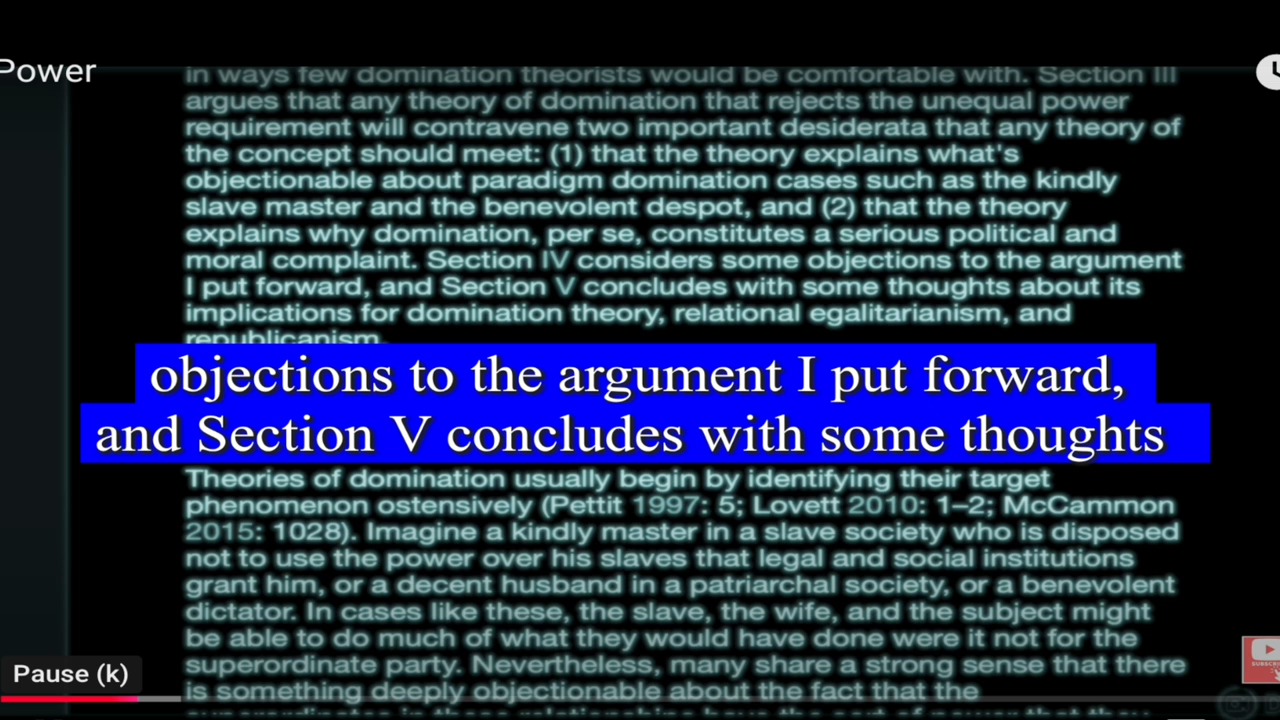 Power
in ways few domination theorists would be comfortable with. Section III
argues that any theory of domination that rejects the unequal power
requirement will contravene two important desiderata that any theory of
the concept should meet: (1) that the theory explains what's
objectionable about paradigm domination cases such as the kindly
slave master and the benevolent despot, and (2) that the theory
explains why domination, per se, constitutes a serious political and
moral complaint. Section IV considers some objections to the argument
I put forward, and Section V concludes with some thoughts about its
implications for domination theory, relational egalitarianism, and
republicanism.
objections to the argument I put forward,
and Section V concludes with some thoughts
Theories of domination usually begin by identifying their target
phenomenon ostensively (Pettit 1997: 5; Lovett 2010: 1–2; McCammon
2015: 1028). Imagine a kindly master in a slave society who is disposed
not to use the power over his slaves that legal and social institutions
grant him, or a decent husband in a patriarchal society, or a benevolent
dictator. In cases like these, the slave, the wife, and the subject might
be able to do much of what they would have done were it not for the
superordinate party. Nevertheless, many share a strong sense that there
is something deeply objectionable about the fact that the
Pause (k)